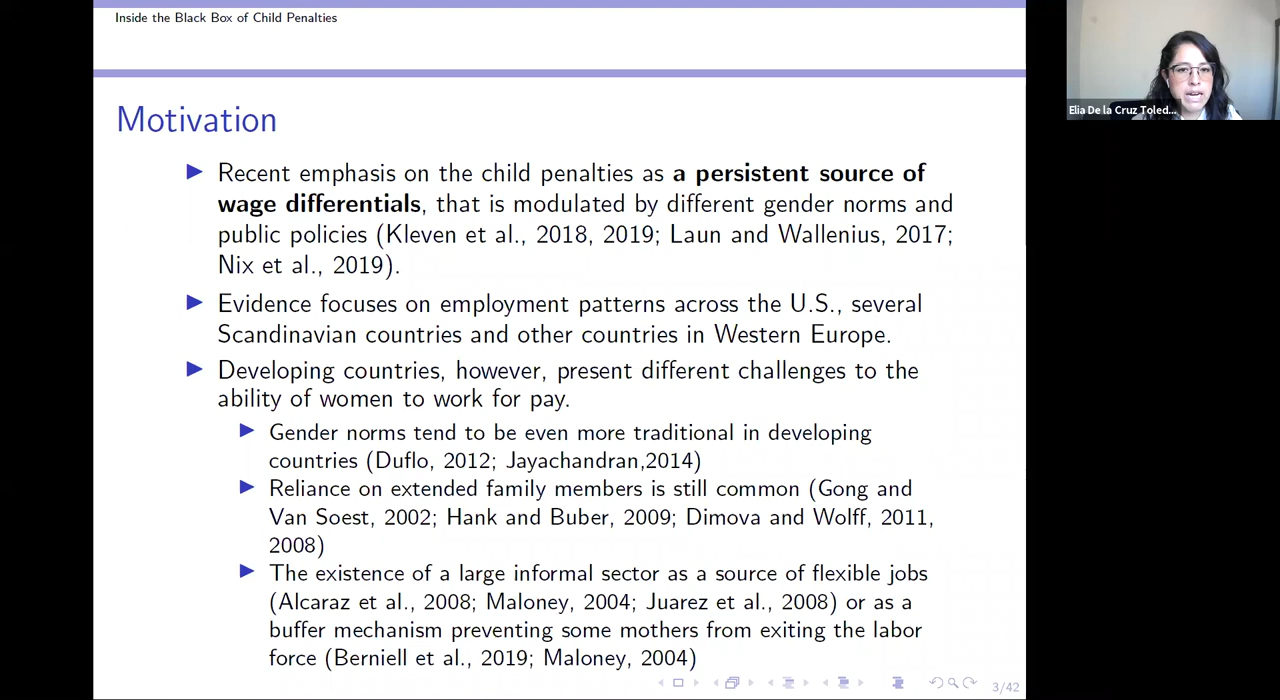 Inside the Black Box of Child Penalties
Elia De la Cruz Toled...
Motivation
Recent emphasis on the child penalties as a persistent source of
wage differentials, that is modulated by different gender norms and
public policies (Kleven et al., 2018, 2019; Laun and Wallenius, 2017;
Nix et al., 2019).
Evidence focuses on employment patterns across the U.S., several
Scandinavian countries and other countries in Western Europe.
Developing countries, however, present different challenges to the
ability of women to work for pay.
Gender norms tend to be even more traditional in developing
countries (Duflo, 2012; Jayachandran,2014)
Reliance on extended family members is still common (Gong and
Van Soest, 2002; Hank and Buber, 2009; Dimova and Wolff, 2011,
2008)
The existence of a large informal sector as a source of flexible jobs
(Alcaraz et al., 2008; Maloney, 2004; Juarez et al., 2008) or as a
buffer mechanism preventing some mothers from exiting the labor
force (Berniell et al., 2019; Maloney, 2004)
3/42